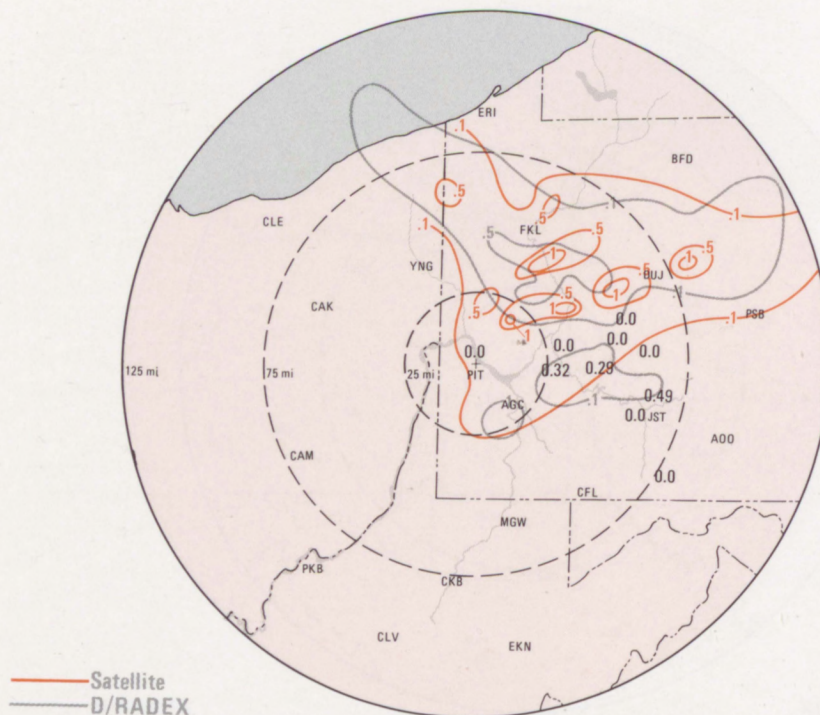 ERI
.1
BFD
.5
.1
.1
CLE
.5
.1
.5
FKL
.5
.5
YNG
1
1
.5
DUJ
1
.1
CAK
.5
.5
1
1
.1
PSB
0.0
0.0
0.0
0.0
0.0
125 mi
75 mi
25 mi
PIT
0.32
0.29
0.49
AGC
.1
0.0 JST
AOO
CAM
0.0
CFL
MGW
PKB
CKB
CLV
EKN
Satellite
D/RADEX